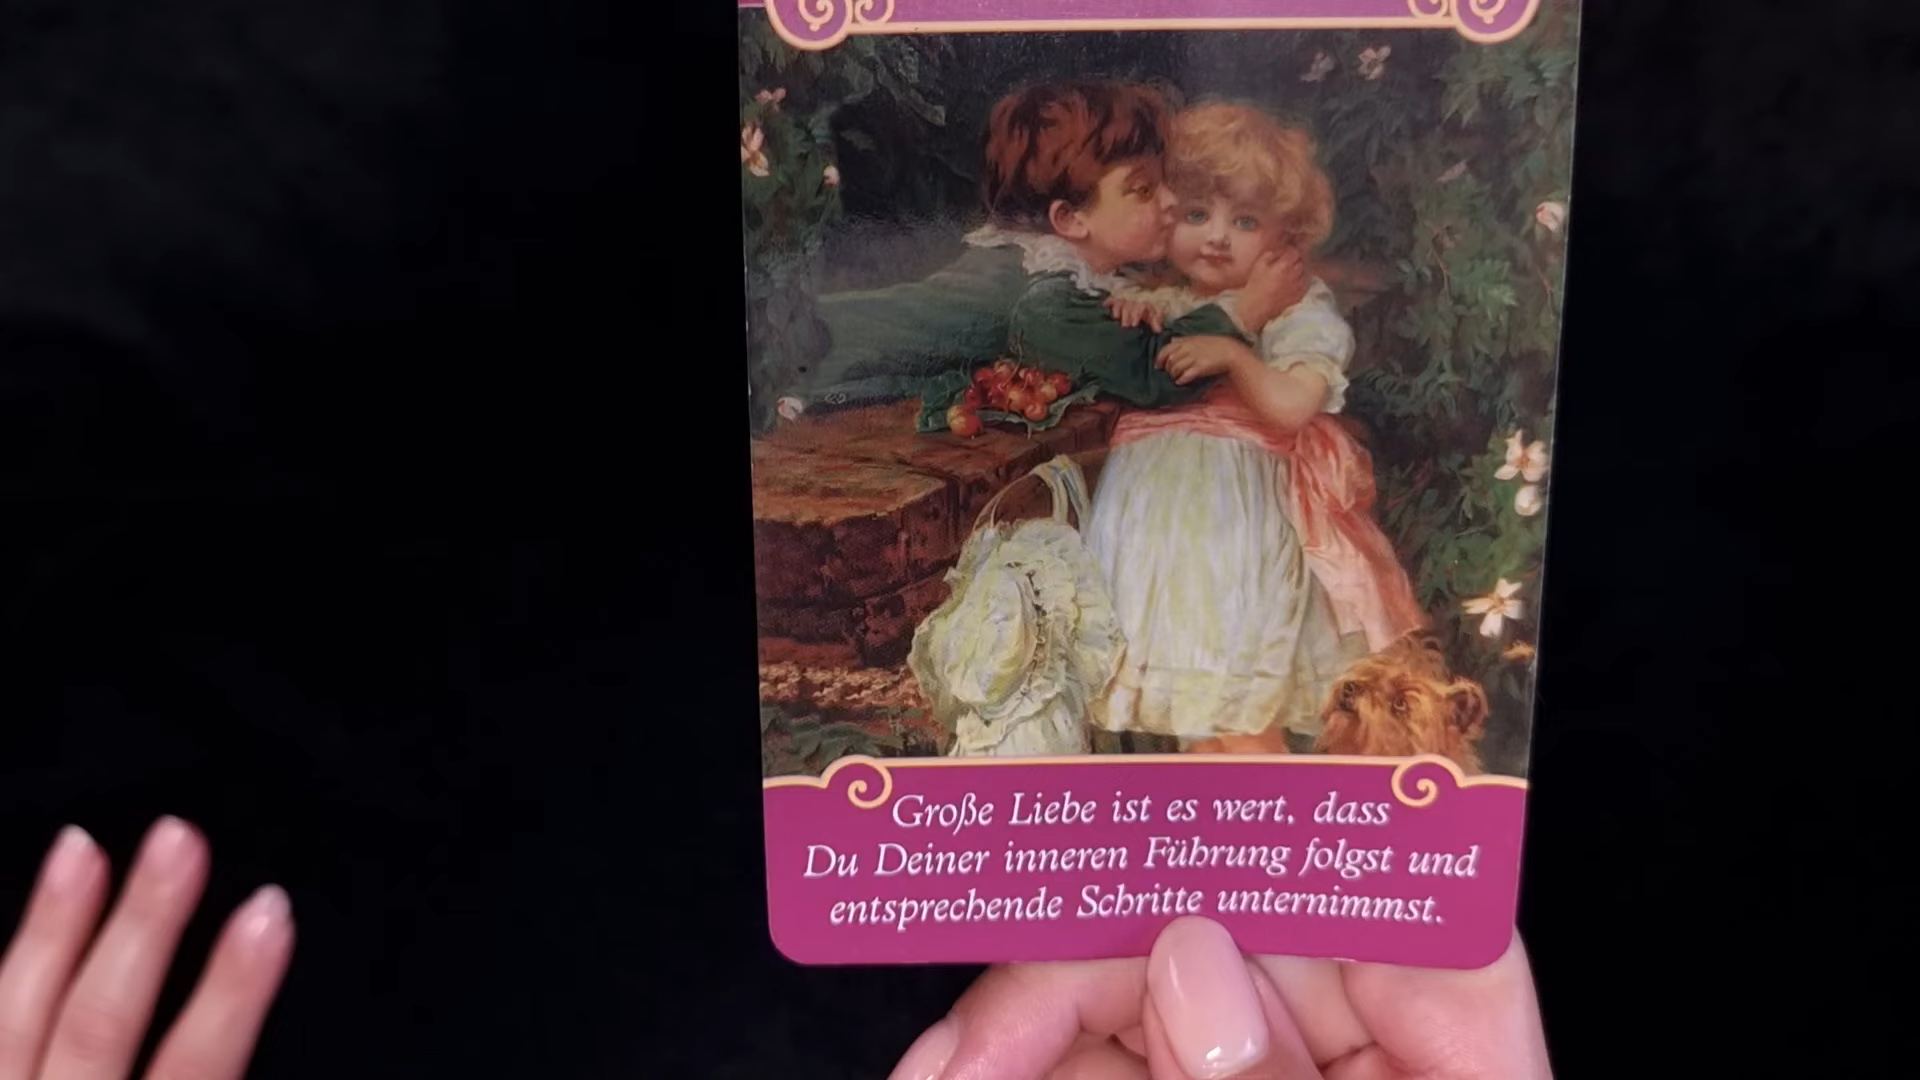 Große Liebe ist es wert, dass
Du Deiner inneren Führung folgst und
entsprechende Schritte unternimmst.